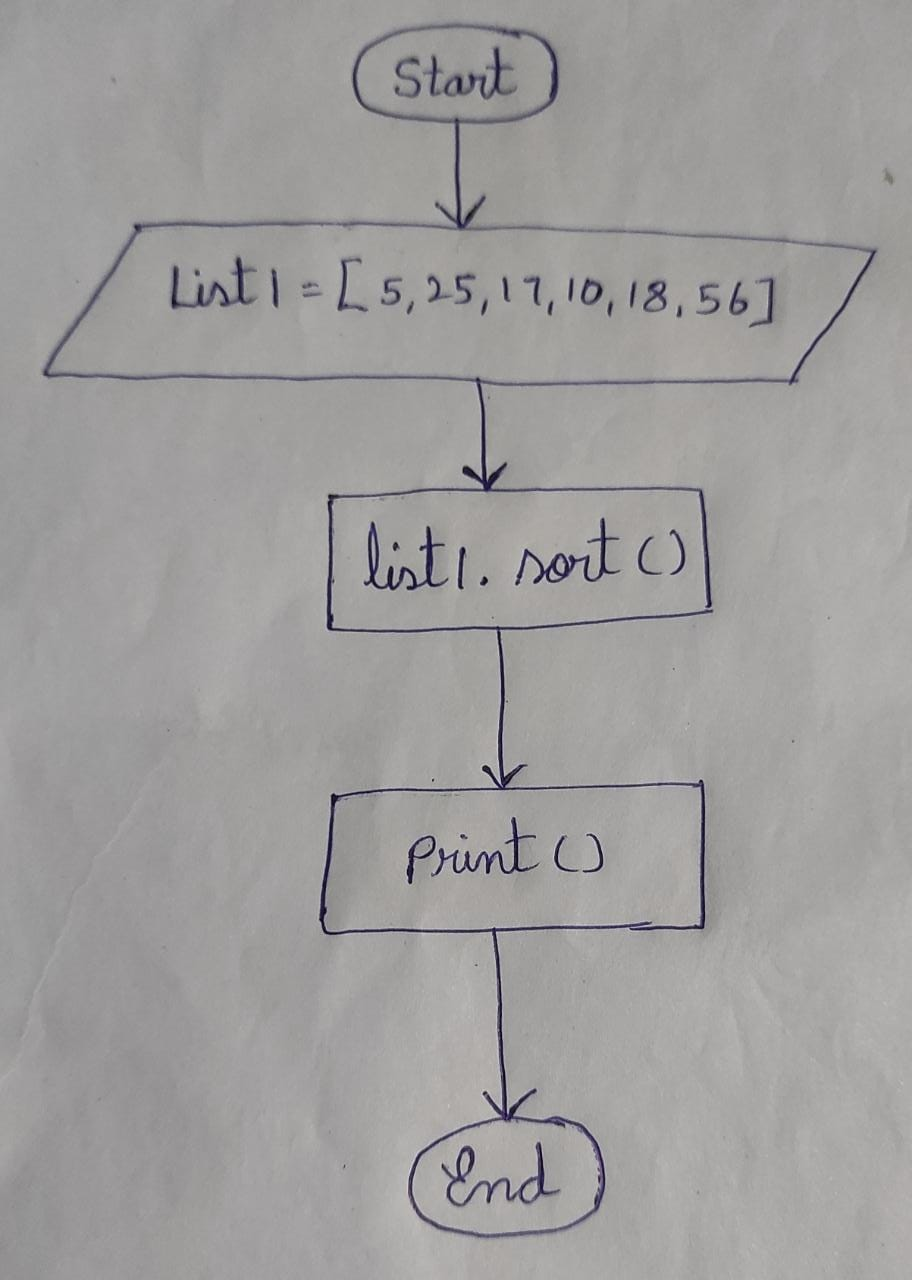 Start
List1 = [5,25,17,10,18,56]
list1. sort ()
Print ()
End